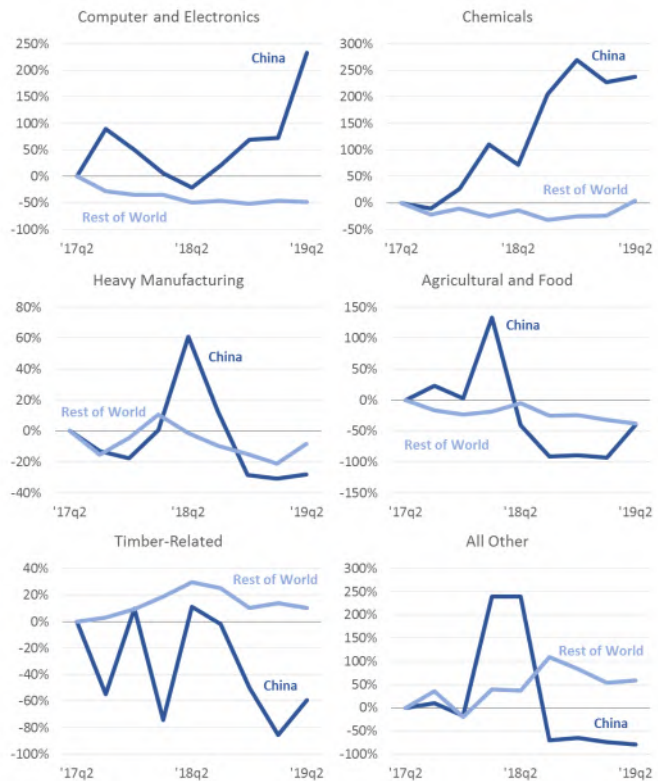 Computer and Electronics
250%
200%
150%
100%
50%
0%
-50%
-100%
China
Rest of World
'17q2 '18q2 '19q2
Chemicals
300%
250%
200%
150%
100%
50%
0%
-50%
China
Rest of World
'17q2 '18q2 '19q2
Heavy Manufacturing
80%
60%
40%
20%
0%
-20%
-40%
China
Rest of World
'17q2 '18q2 '19q2
Agricultural and Food
150%
100%
50%
0%
-50%
-100%
-150%
China
Rest of World
'17q2 '18q2 '19q2
Timber-Related
40%
20%
0%
-20%
-40%
-60%
-80%
-100%
Rest of World
China
'17q2 '18q2 '19q2
All Other
300%
250%
200%
150%
100%
50%
0%
-50%
-100%
Rest of World
China
'17q2 '18q2 '19q2